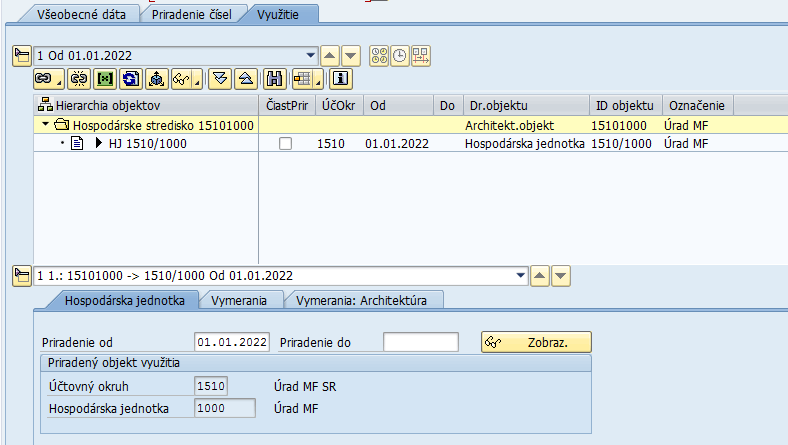 Všeobecné dáta Priradenie čísel Využitie
1 Od 01.01.2022
Hierarchia objektov ČiastPrir ÚčOkr Od Do Dr.objektu ID objektu Označenie
Hospodárske stredisko 15101000 Architekt.objekt 15101000 Úrad MF
HJ 1510/1000 1510 01.01.2022 Hospodárska jednotka 1510/1000 Úrad MF
1 1.: 15101000 -> 1510/1000 Od 01.01.2022
Hospodárska jednotka Vymerania Vymerania: Architektúra
Priradenie od 01.01.2022 Priradenie do Zobraz.
Priradený objekt využitia
Účtovný okruh 1510 Úrad MF SR
Hospodárska jednotka 1000 Úrad MF